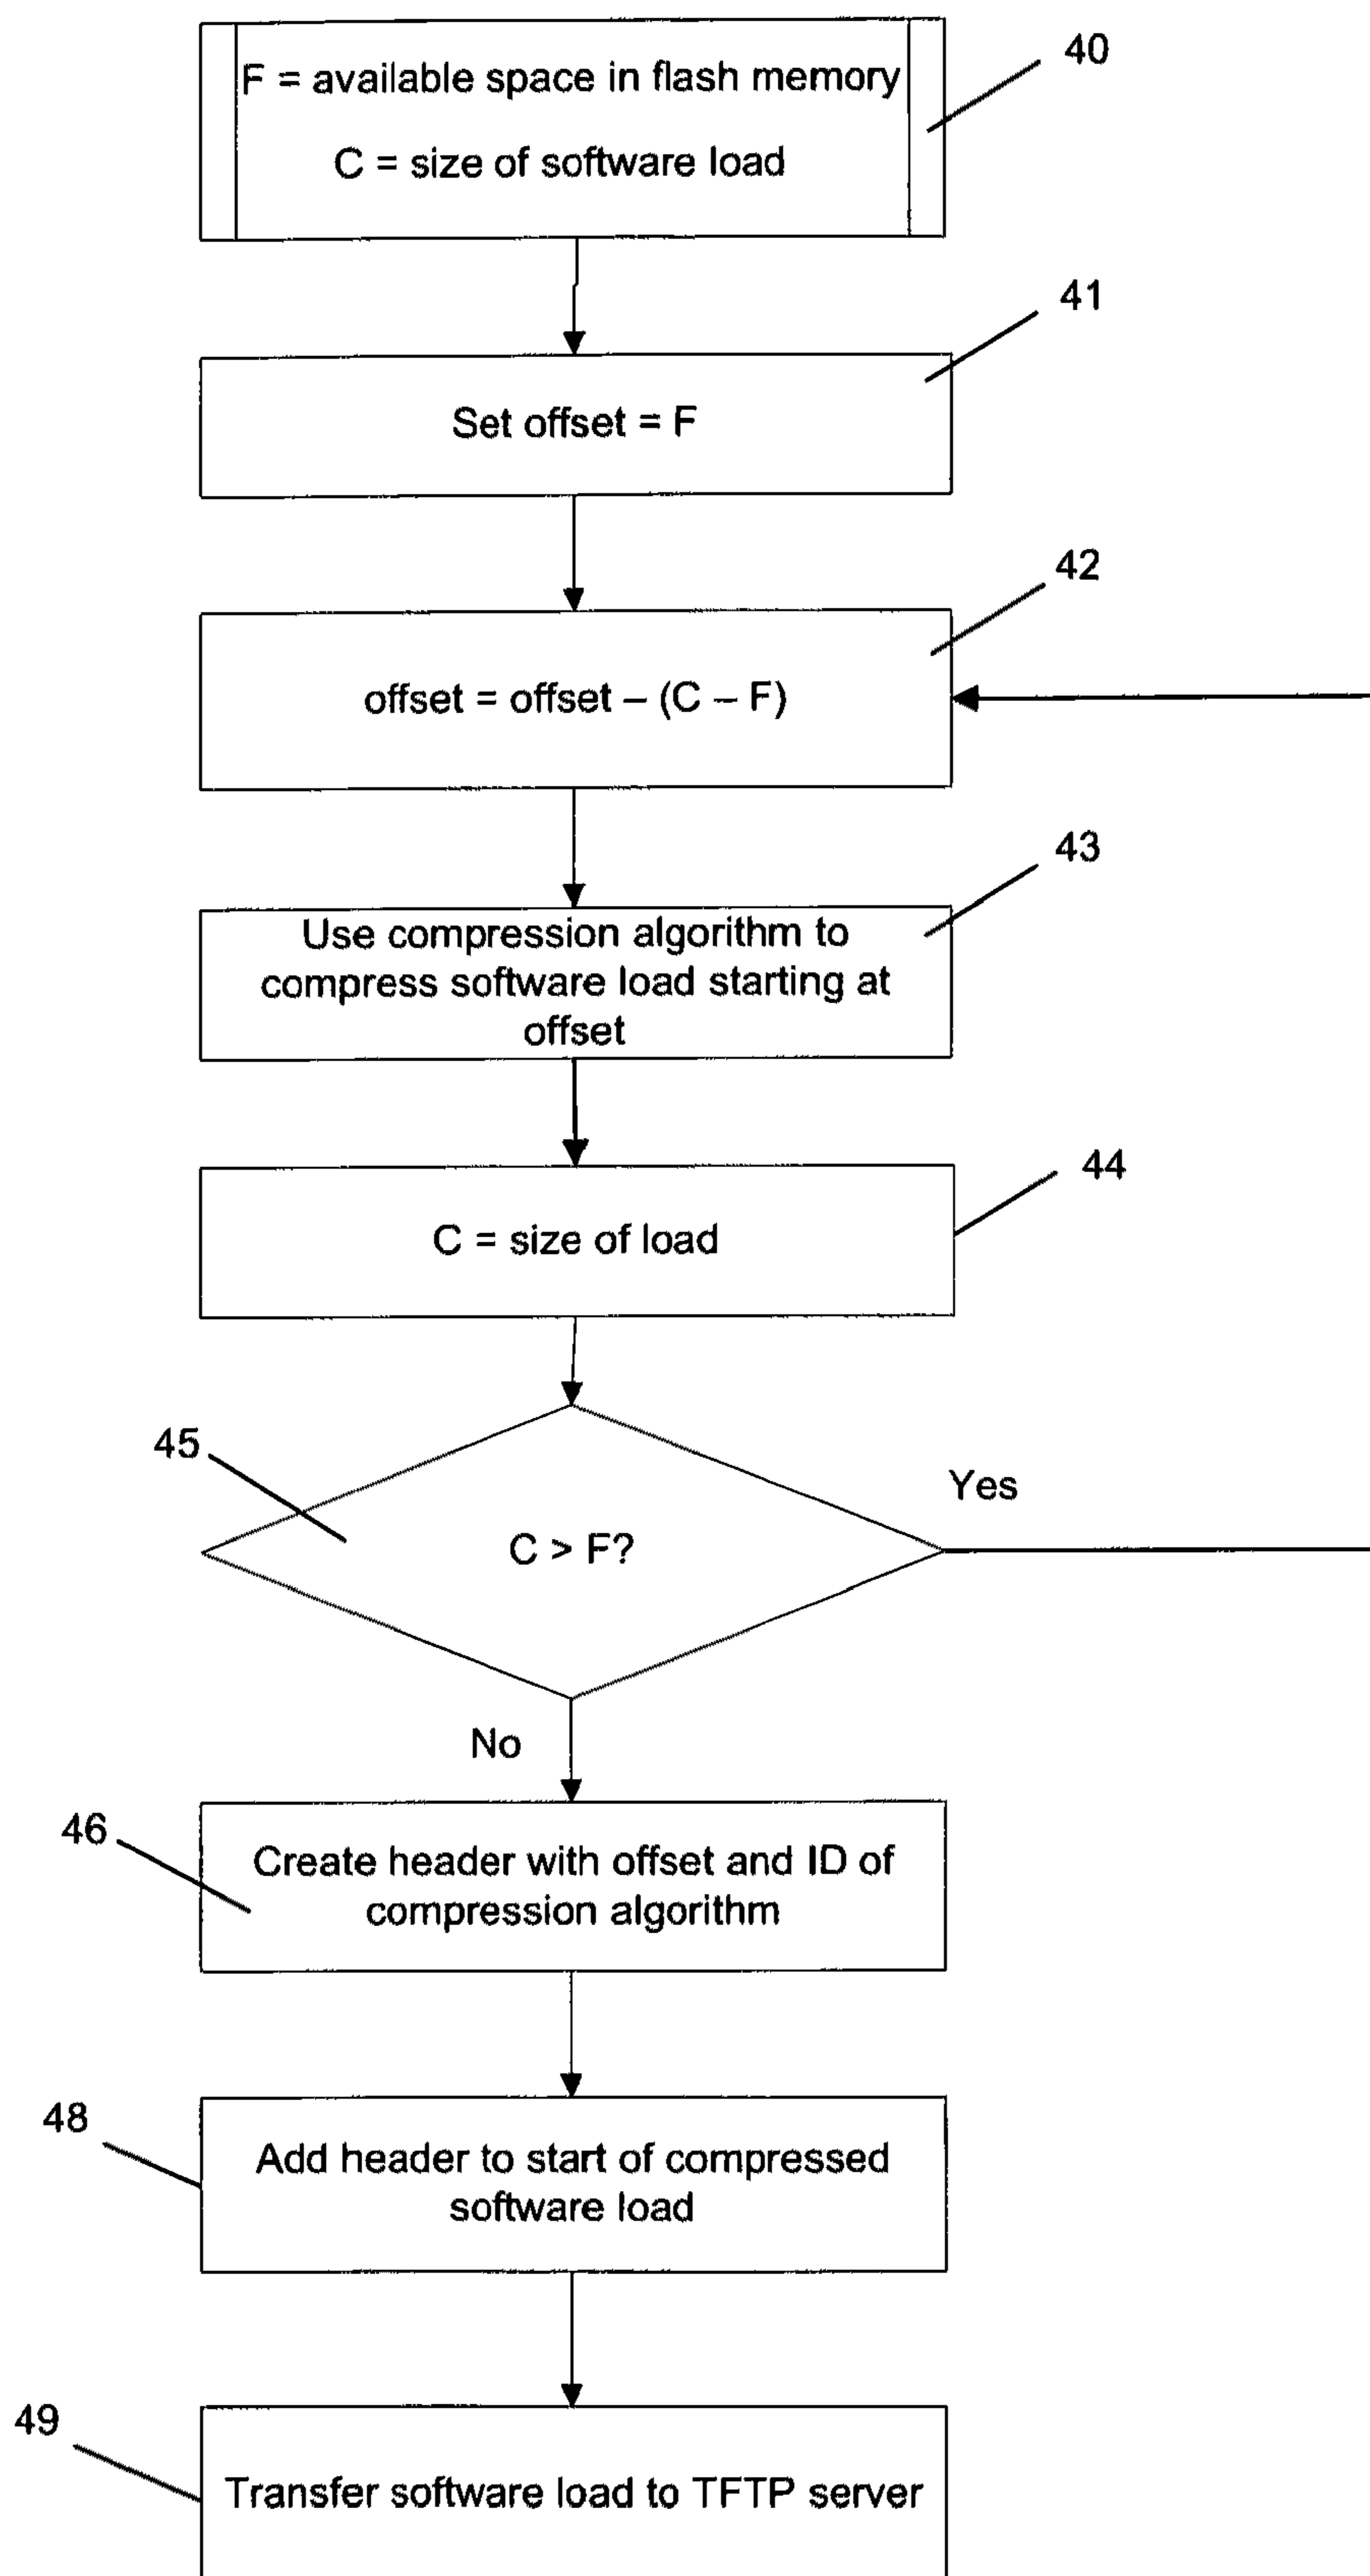 F = available space in flash memory
40
C = size of software load
41
Set offset = F
42
offset = offset – (C – F)
43
Use compression algorithm to
compress software load starting at
offset
44
C = size of load
45
Yes
C > F?
No
46
Create header with offset and ID of
compression algorithm
48
Add header to start of compressed
software load
49
Transfer software load to TFTP server